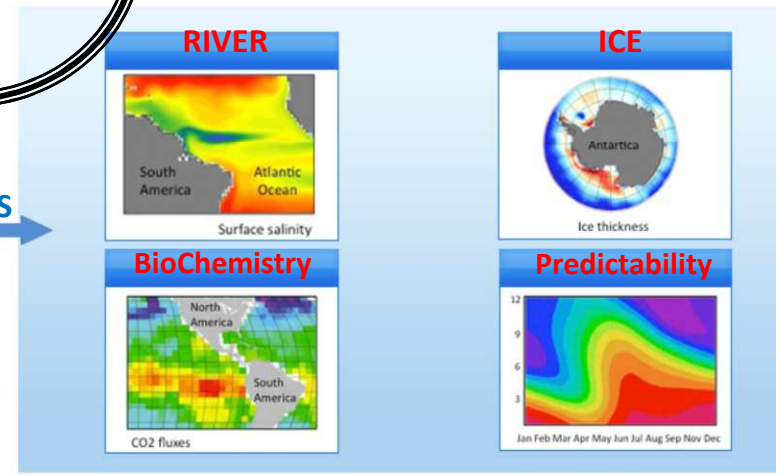 RIVER
South
America
Atlantic
Ocean
Surface salinity
ICE
Antartica
Ice thickness
S
BioChemistry
North
America
South
America
CO2 fluxes
Predictability
12
9
6
3
Jan Feb Mar Apr May Jun Jul Aug Sep Nov Dec